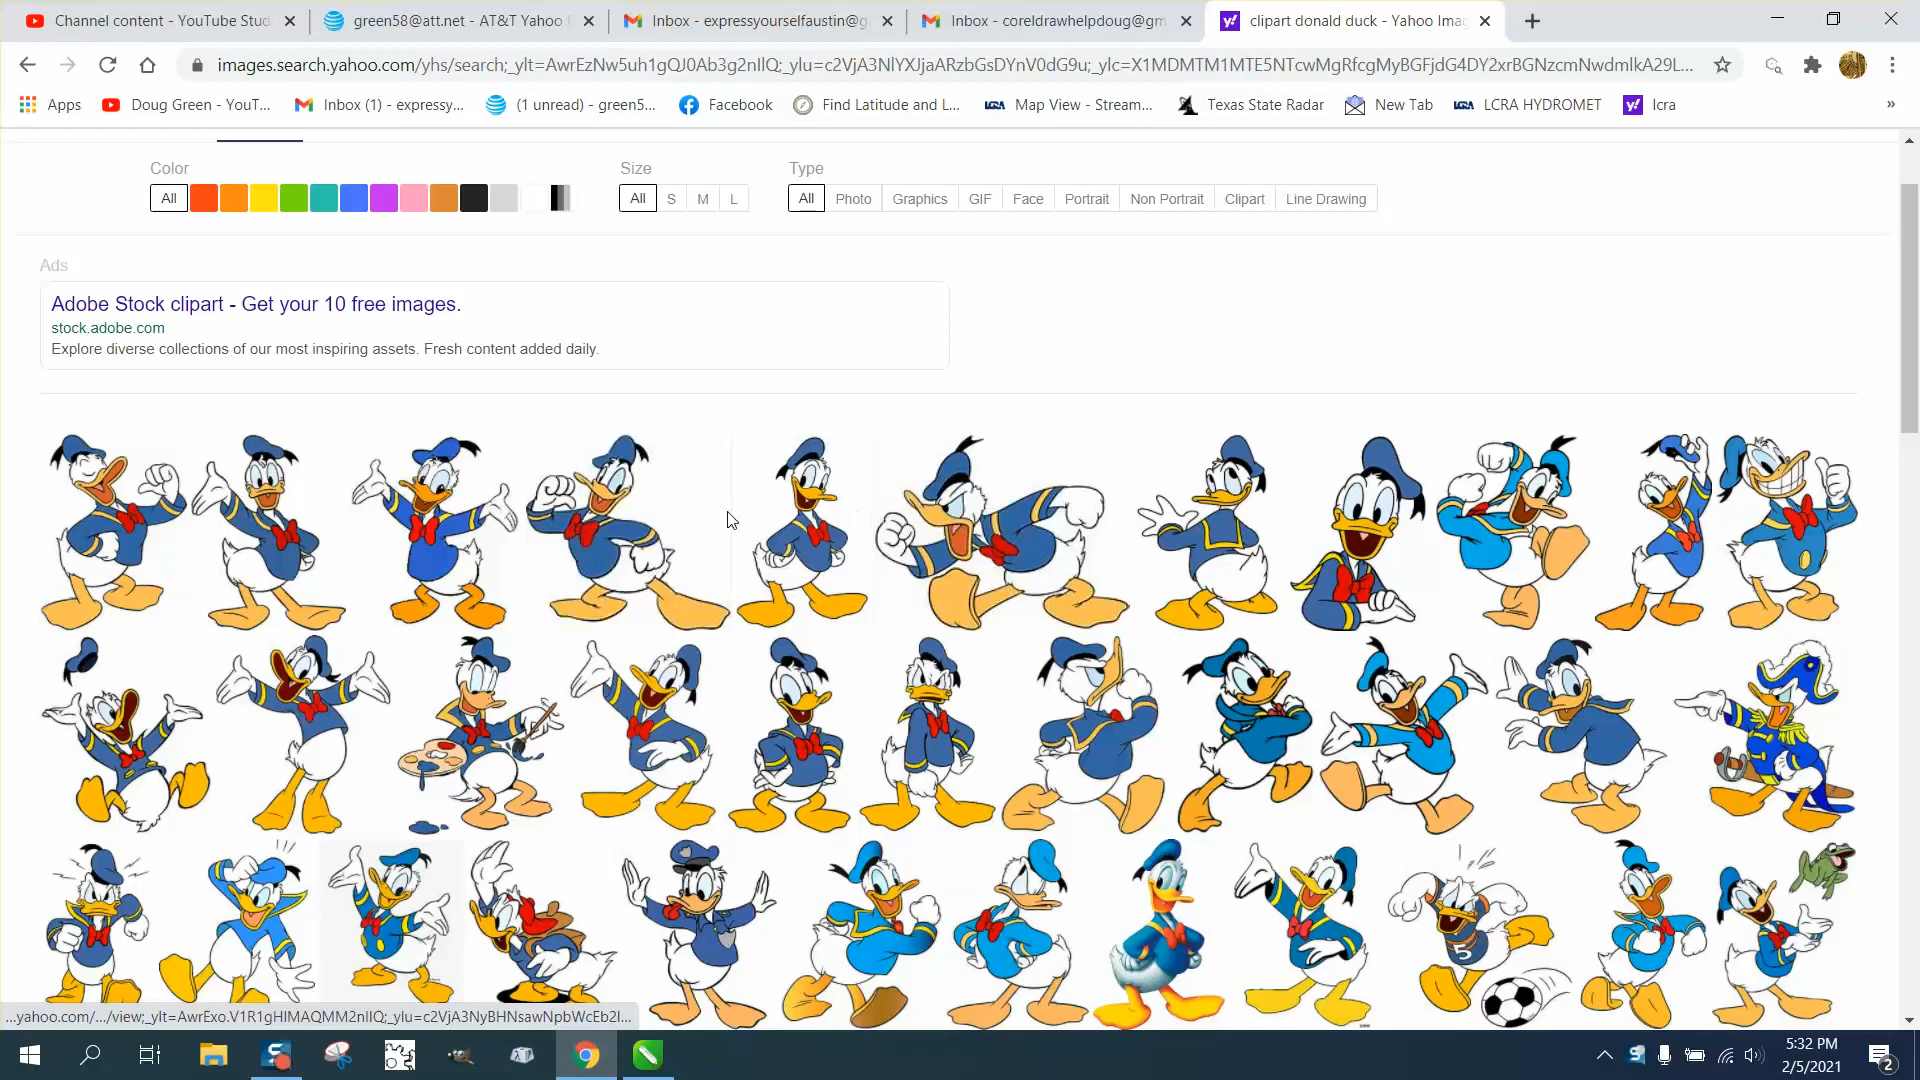 Channel content - YouTube Stud
green58@att.net - AT&T Yahoo
Inbox - expressyourselfaustin@g
Inbox - coreldrawhelpdoug@gm
clipart donald duck - Yahoo Imag
images.search.yahoo.com/yhs/search;_ylt=AwrEzNw5uh1gQJ0Ab3g2nIlQ;_ylu=c2VjA3NlYXJjaARzbGsDYnV0dG9u;_ylc=X1MDMTM1MTE5NTcwMgRfcgMyBGFjdG4DY2xrBGNzcmNwdmlkA29L...
Apps
Doug Green - YouT...
Inbox (1) - expressy...
(1 unread) - green5...
Facebook
Find Latitude and L...
LCRA Map View - Stream...
Texas State Radar
New Tab
LCRA LCRA HYDROMET
y! lcra
»
Color
Size
Type
All
All S M L
All Photo Graphics GIF Face Portrait Non Portrait Clipart Line Drawing
Ads
Adobe Stock clipart - Get your 10 free images.
stock.adobe.com
Explore diverse collections of our most inspiring assets. Fresh content added daily.
5
...yahoo.com/.../view;_ylt=AwrExo.V1R1gHIMAQMM2nIIQ;_ylu=c2VjA3NyBHNsawNpbWcEb2l...
5:32 PM
2/5/2021
2